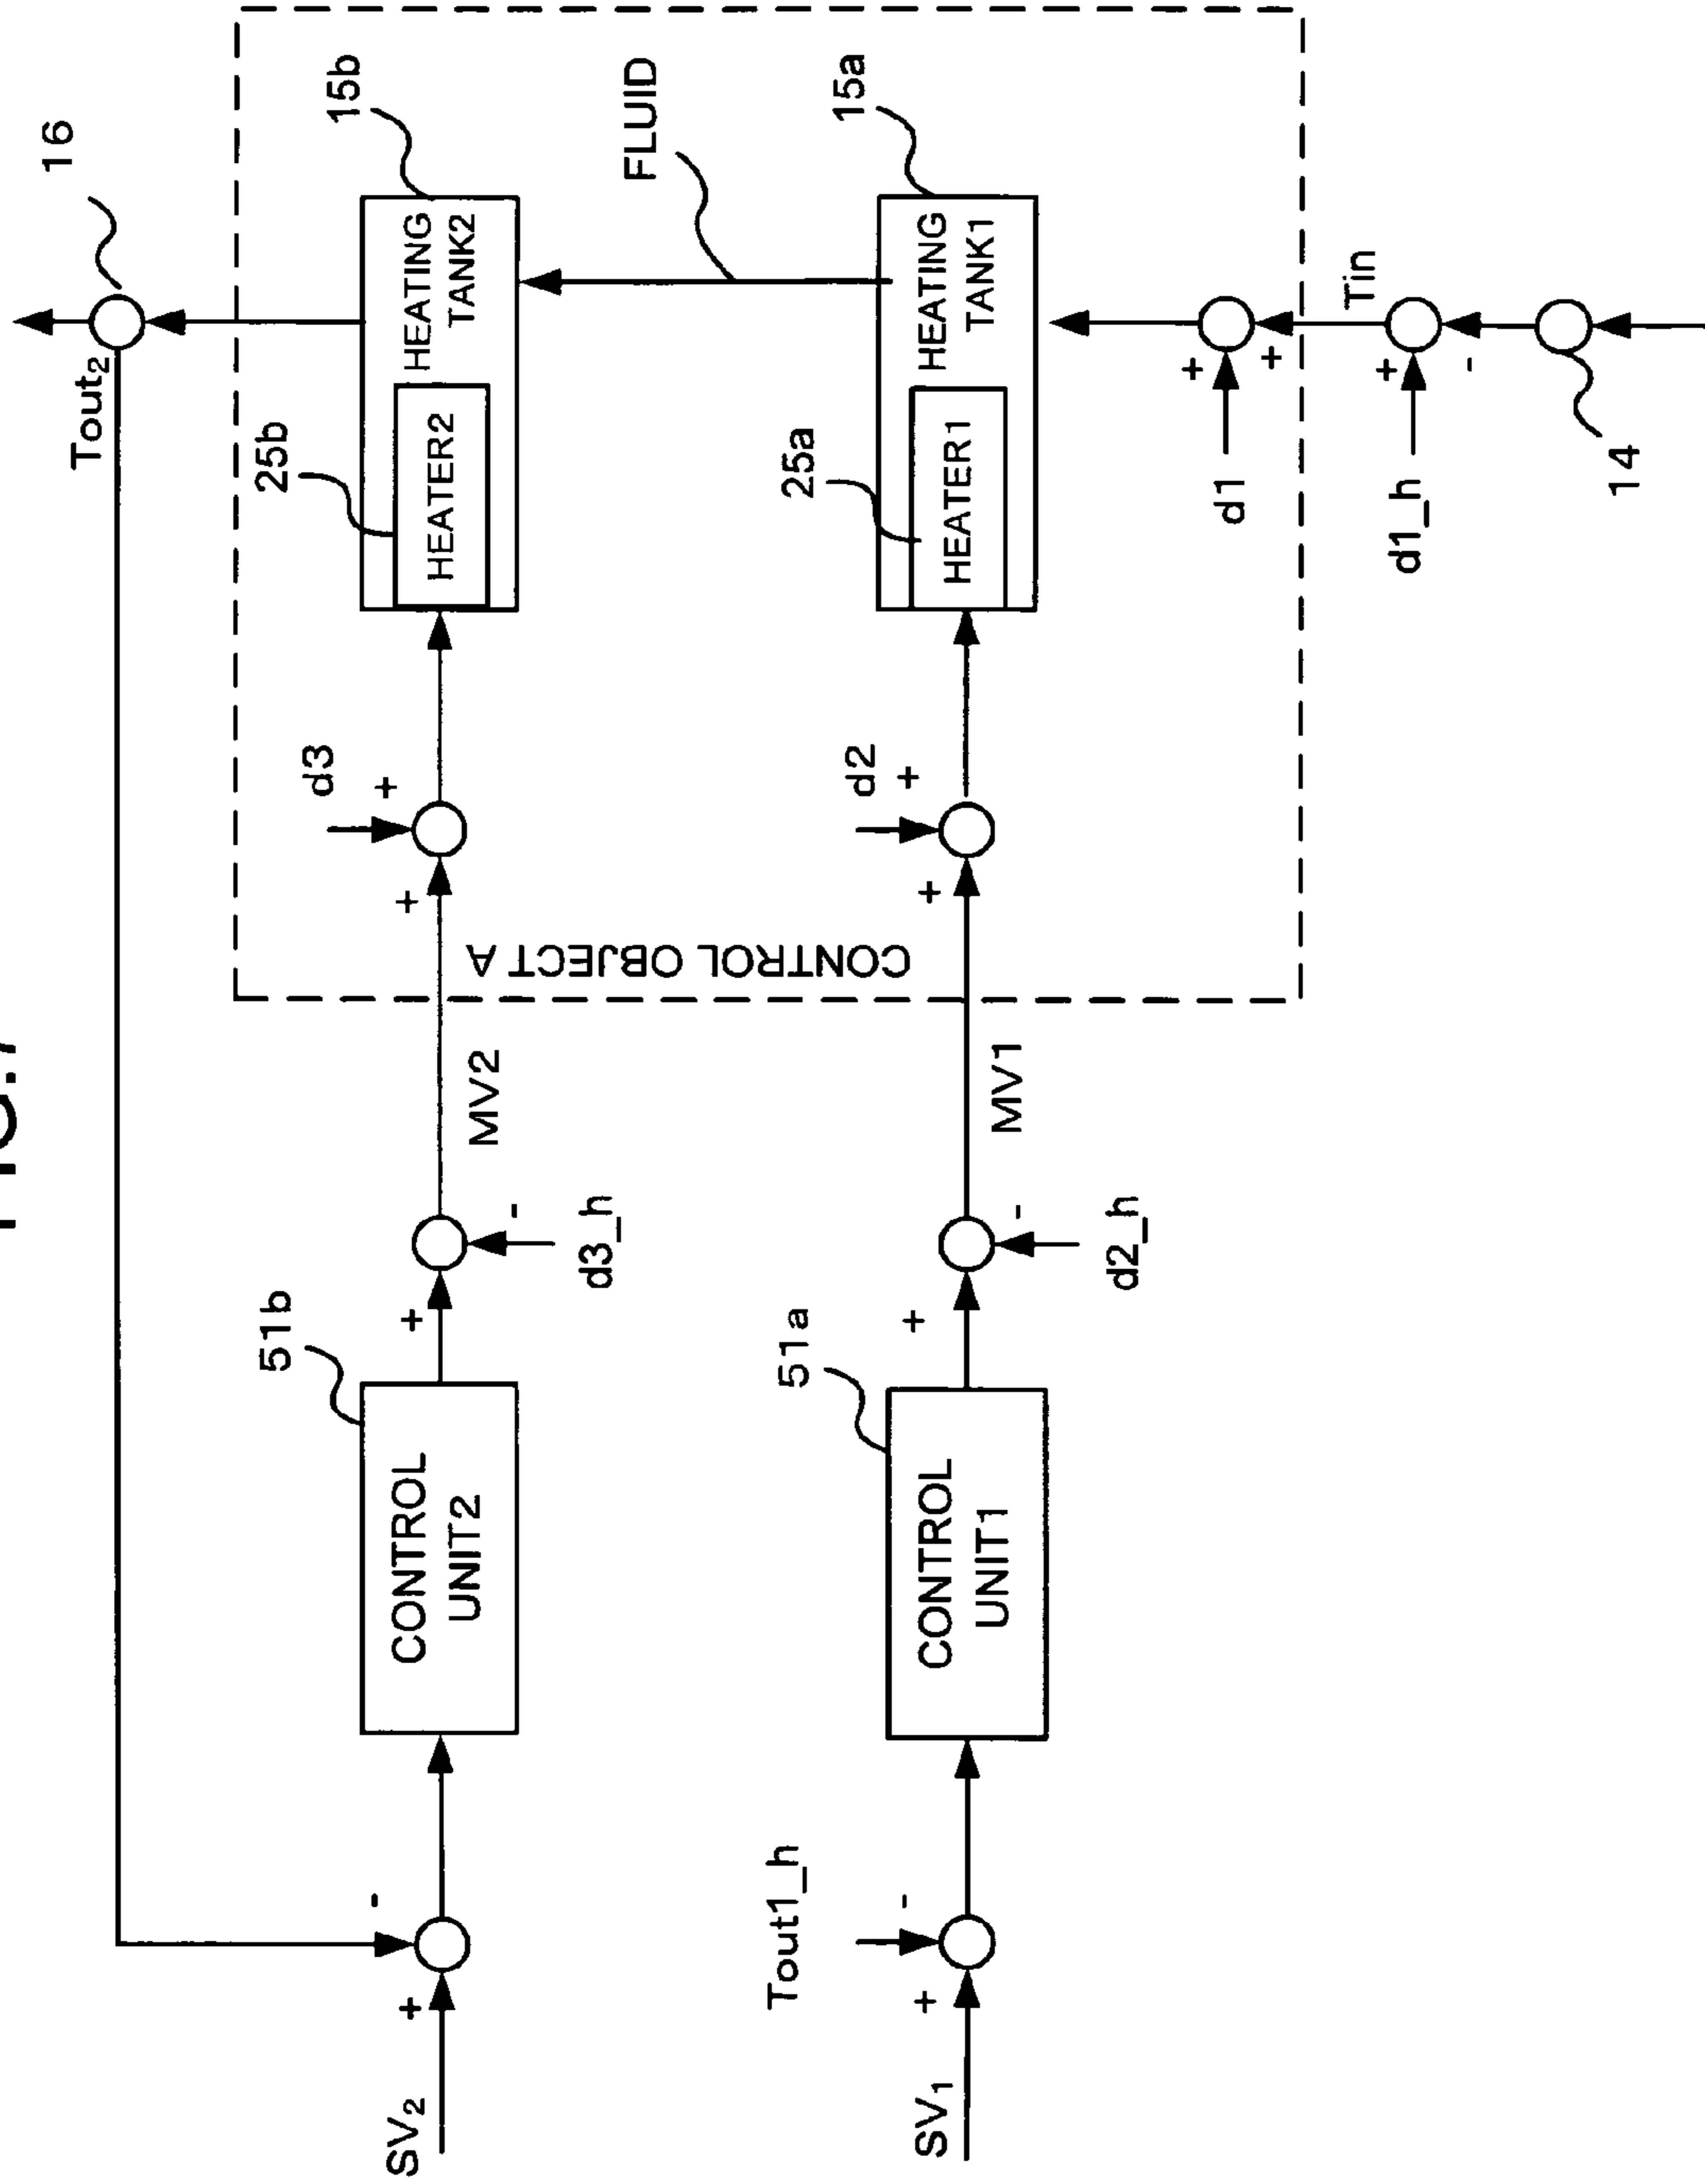 16
Tout2
15b
HEATING
TANK2
25b
HEATER2
FLUID
15a
HEATING
TANK1
25a
HEATER1
d3
+
+
d2
+
+
CONTROL OBJECT A
d1
+
+
Tin
d1_h
+
-
14
MV2
d3_h
-
+
51b
CONTROL
UNIT2
-
+
SV2
MV1
d2_h
-
+
51a
CONTROL
UNIT1
Tout1_h
-
+
SV1